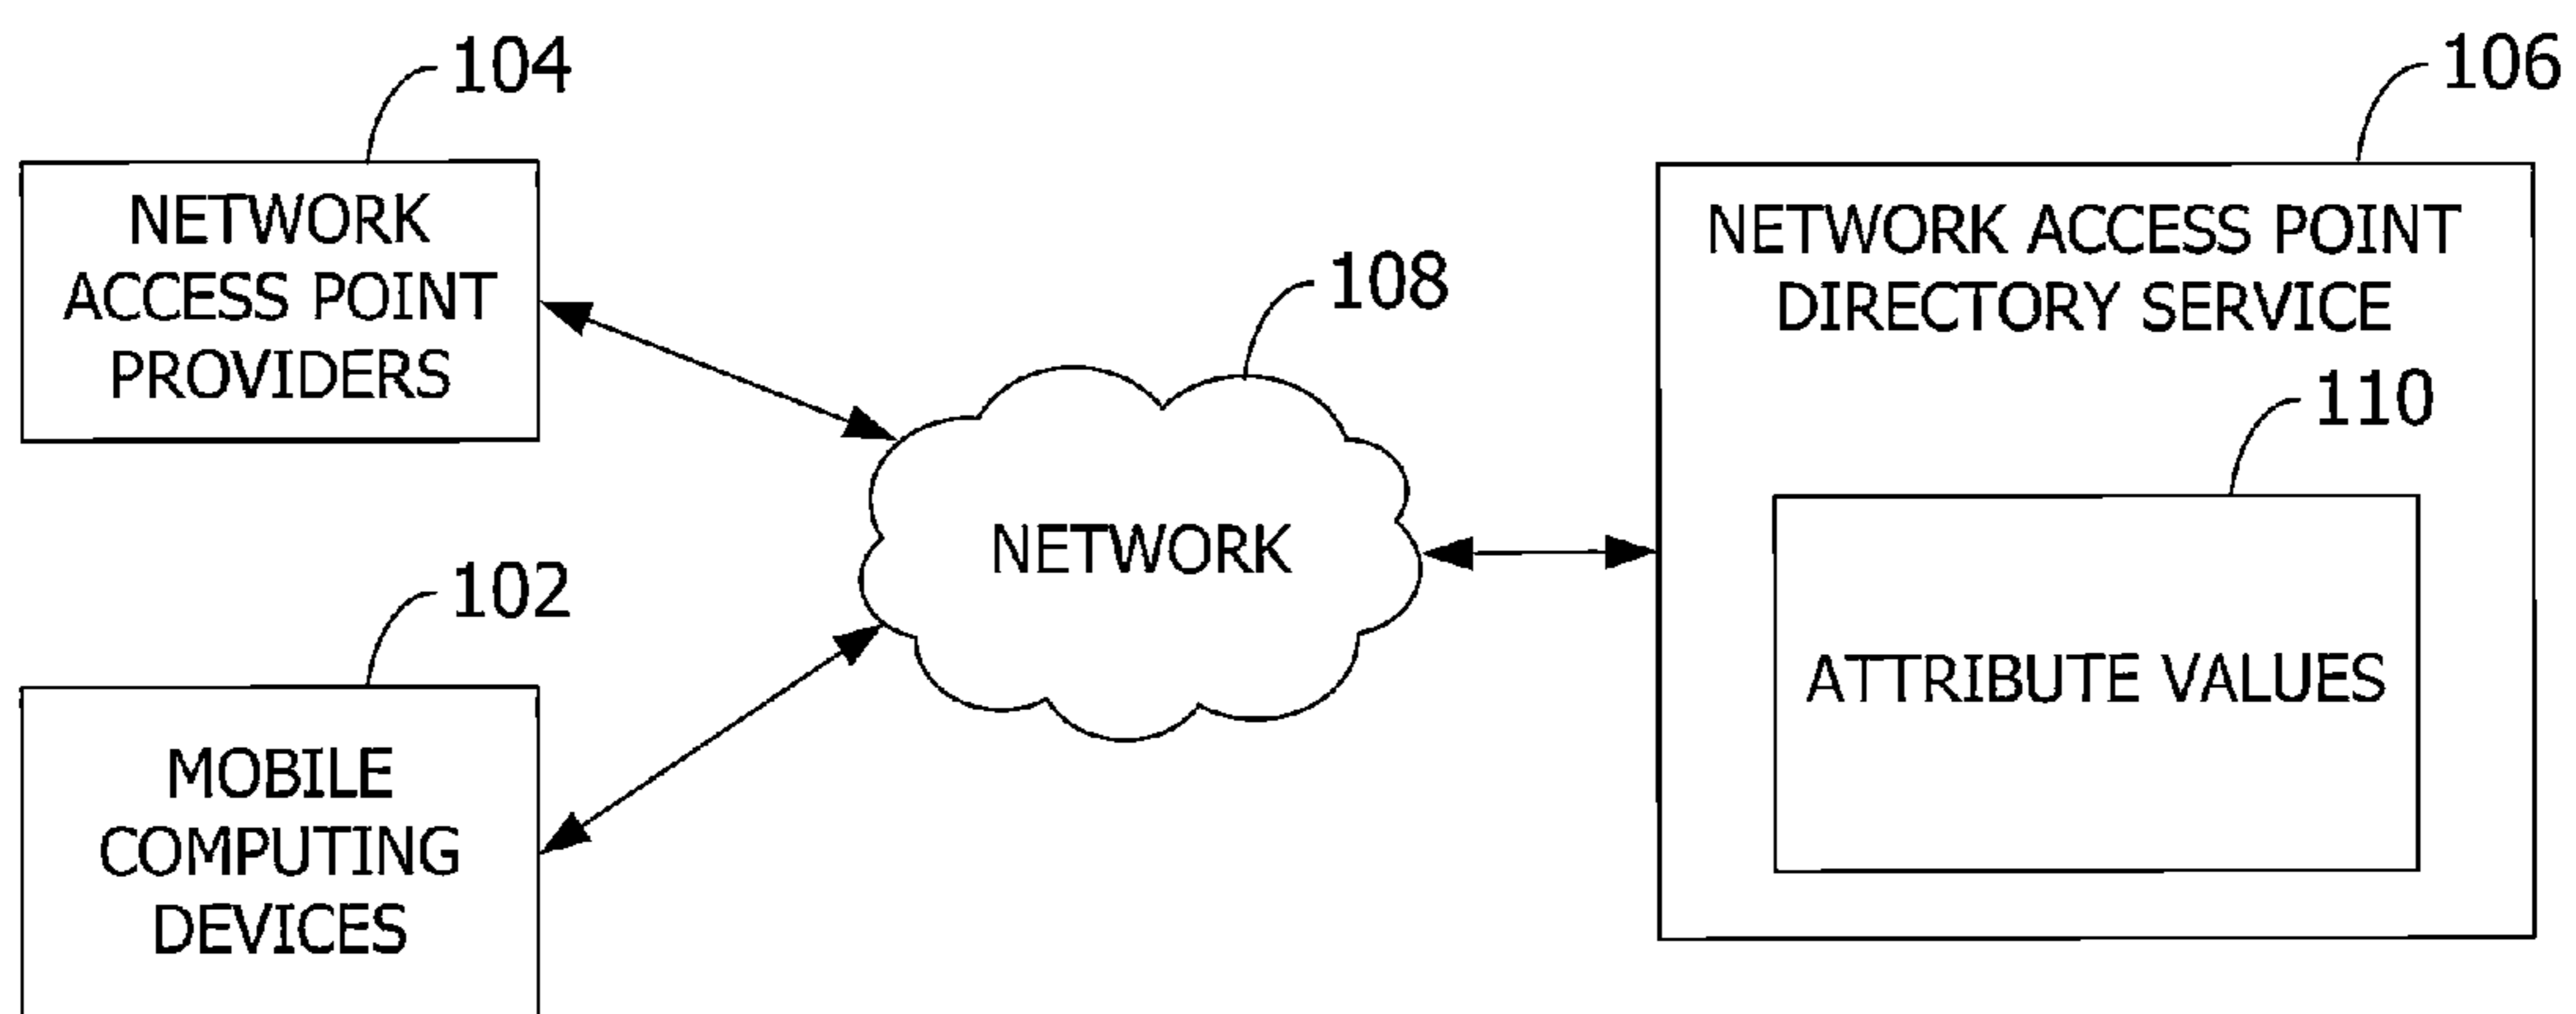 104
NETWORK
ACCESS POINT
PROVIDERS
102
MOBILE
COMPUTING
DEVICES
108
NETWORK
106
NETWORK ACCESS POINT
DIRECTORY SERVICE
110
ATTRIBUTE VALUES